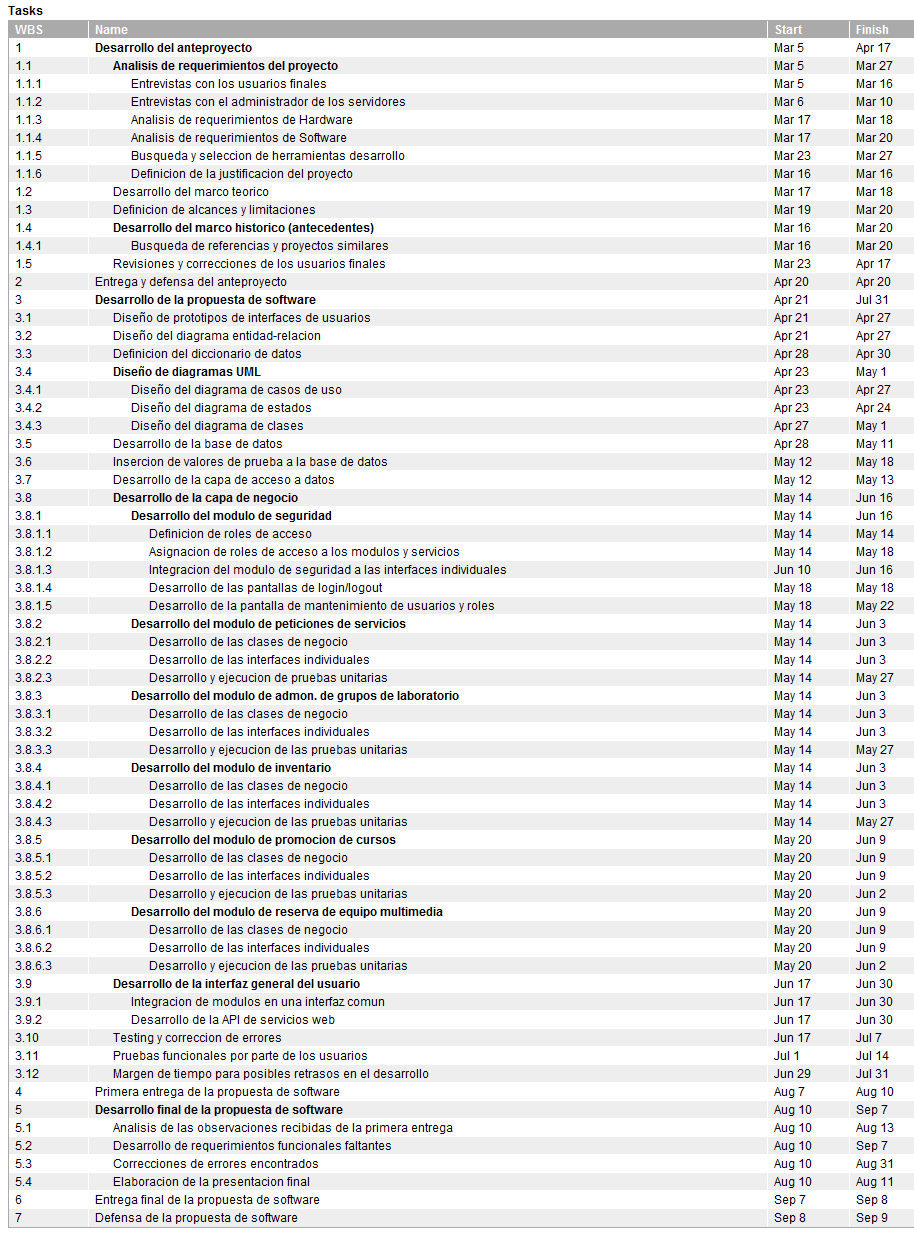 Tasks
WBS Name Start Finish
1 Desarrollo del anteproyecto Mar 5 Apr 17
1.1 Analisis de requerimientos del proyecto Mar 5 Mar 27
1.1.1 Entrevistas con los usuarios finales Mar 5 Mar 16
1.1.2 Entrevistas con el administrador de los servidores Mar 6 Mar 10
1.1.3 Analisis de requerimientos de Hardware Mar 17 Mar 18
1.1.4 Analisis de requerimientos de Software Mar 17 Mar 20
1.1.5 Busqueda y seleccion de herramientas desarrollo Mar 23 Mar 27
1.1.6 Definicion de la justificacion del proyecto Mar 16 Mar 16
1.2 Desarrollo del marco teorico Mar 17 Mar 18
1.3 Definicion de alcances y limitaciones Mar 19 Mar 20
1.4 Desarrollo del marco historico (antecedentes) Mar 16 Mar 20
1.4.1 Busqueda de referencias y proyectos similares Mar 16 Mar 20
1.5 Revisiones y correcciones de los usuarios finales Mar 23 Apr 17
2 Entrega y defensa del anteproyecto Apr 20 Apr 20
3 Desarrollo de la propuesta de software Apr 21 Jul 31
3.1 Diseño de prototipos de interfaces de usuarios Apr 21 Apr 27
3.2 Diseño del diagrama entidad-relacion Apr 21 Apr 27
3.3 Definicion del diccionario de datos Apr 28 Apr 30
3.4 Diseño de diagramas UML Apr 23 May 1
3.4.1 Diseño del diagrama de casos de uso Apr 23 Apr 27
3.4.2 Diseño del diagrama de estados Apr 23 Apr 24
3.4.3 Diseño del diagrama de clases Apr 27 May 1
3.5 Desarrollo de la base de datos Apr 28 May 11
3.6 Insercion de valores de prueba a la base de datos May 12 May 18
3.7 Desarrollo de la capa de acceso a datos May 12 May 13
3.8 Desarrollo de la capa de negocio May 14 Jun 16
3.8.1 Desarrollo del modulo de seguridad May 14 Jun 16
3.8.1.1 Definicion de roles de acceso May 14 May 14
3.8.1.2 Asignacion de roles de acceso a los modulos y servicios May 14 May 18
3.8.1.3 Integracion del modulo de seguridad a las interfaces individuales Jun 10 Jun 16
3.8.1.4 Desarrollo de las pantallas de login/logout May 18 May 18
3.8.1.5 Desarrollo de la pantalla de mantenimiento de usuarios y roles May 18 May 22
3.8.2 Desarrollo del modulo de peticiones de servicios May 14 Jun 3
3.8.2.1 Desarrollo de las clases de negocio May 14 Jun 3
3.8.2.2 Desarrollo de las interfaces individuales May 14 Jun 3
3.8.2.3 Desarrollo y ejecucion de pruebas unitarias May 14 May 27
3.8.3 Desarrollo del modulo de admon. de grupos de laboratorio May 14 Jun 3
3.8.3.1 Desarrollo de las clases de negocio May 14 Jun 3
3.8.3.2 Desarrollo de las interfaces individuales May 14 Jun 3
3.8.3.3 Desarrollo y ejecucion de las pruebas unitarias May 14 May 27
3.8.4 Desarrollo del modulo de inventario May 14 Jun 3
3.8.4.1 Desarrollo de las clases de negocio May 14 Jun 3
3.8.4.2 Desarrollo de las interfaces individuales May 14 Jun 3
3.8.4.3 Desarrollo y ejecucion de las pruebas unitarias May 14 May 27
3.8.5 Desarrollo del modulo de promocion de cursos May 20 Jun 9
3.8.5.1 Desarrollo de las clases de negocio May 20 Jun 9
3.8.5.2 Desarrollo de las interfaces individuales May 20 Jun 9
3.8.5.3 Desarrollo y ejecucion de las pruebas unitarias May 20 Jun 2
3.8.6 Desarrollo del modulo de reserva de equipo multimedia May 20 Jun 9
3.8.6.1 Desarrollo de las clases de negocio May 20 Jun 9
3.8.6.2 Desarrollo de las interfaces individuales May 20 Jun 9
3.8.6.3 Desarrollo y ejecucion de las pruebas unitarias May 20 Jun 2
3.9 Desarrollo de la interfaz general del usuario Jun 17 Jun 30
3.9.1 Integracion de modulos en una interfaz comun Jun 17 Jun 30
3.9.2 Desarrollo de la API de servicios web Jun 17 Jun 30
3.10 Testing y correccion de errores Jun 17 Jul 7
3.11 Pruebas funcionales por parte de los usuarios Jul 1 Jul 14
3.12 Margen de tiempo para posibles retrasos en el desarrollo Jun 29 Jul 31
4 Primera entrega de la propuesta de software Aug 7 Aug 10
5 Desarrollo final de la propuesta de software Aug 10 Sep 7
5.1 Analisis de las observaciones recibidas de la primera entrega Aug 10 Aug 13
5.2 Desarrollo de requerimientos funcionales faltantes Aug 10 Sep 7
5.3 Correcciones de errores encontrados Aug 10 Aug 31
5.4 Elaboracion de la presentacion final Aug 10 Aug 11
6 Entrega final de la propuesta de software Sep 7 Sep 8
7 Defensa de la propuesta de software Sep 8 Sep 9